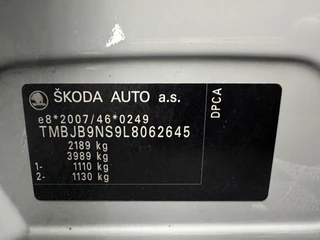 ŠKODA AUTO a.s.
e8*2007/46*0249
TMBJB9NS9L8062645
2189 kg
3989 kg
1- 1110 kg
2- 1130 kg
DPCA